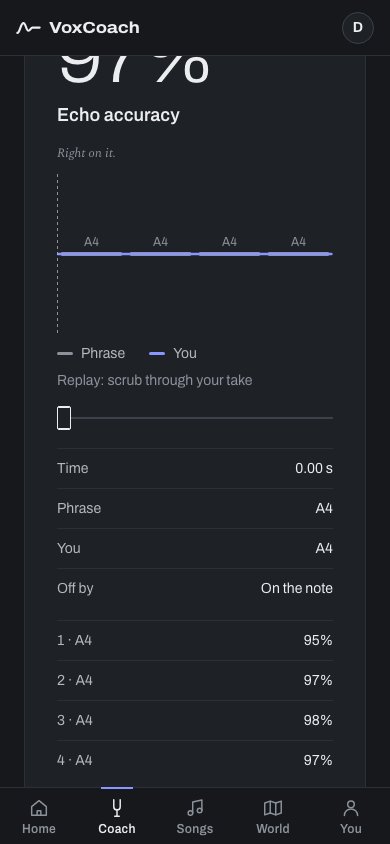 VoxCoach
D
97%
Echo accuracy
Right on it.
A4 A4 A4 A4
Phrase You
Replay: scrub through your take
Time 0.00 s
Phrase A4
You A4
Off by On the note
1 · A4 95%
2 · A4 97%
3 · A4 98%
4 · A4 97%
Home Coach Songs World You